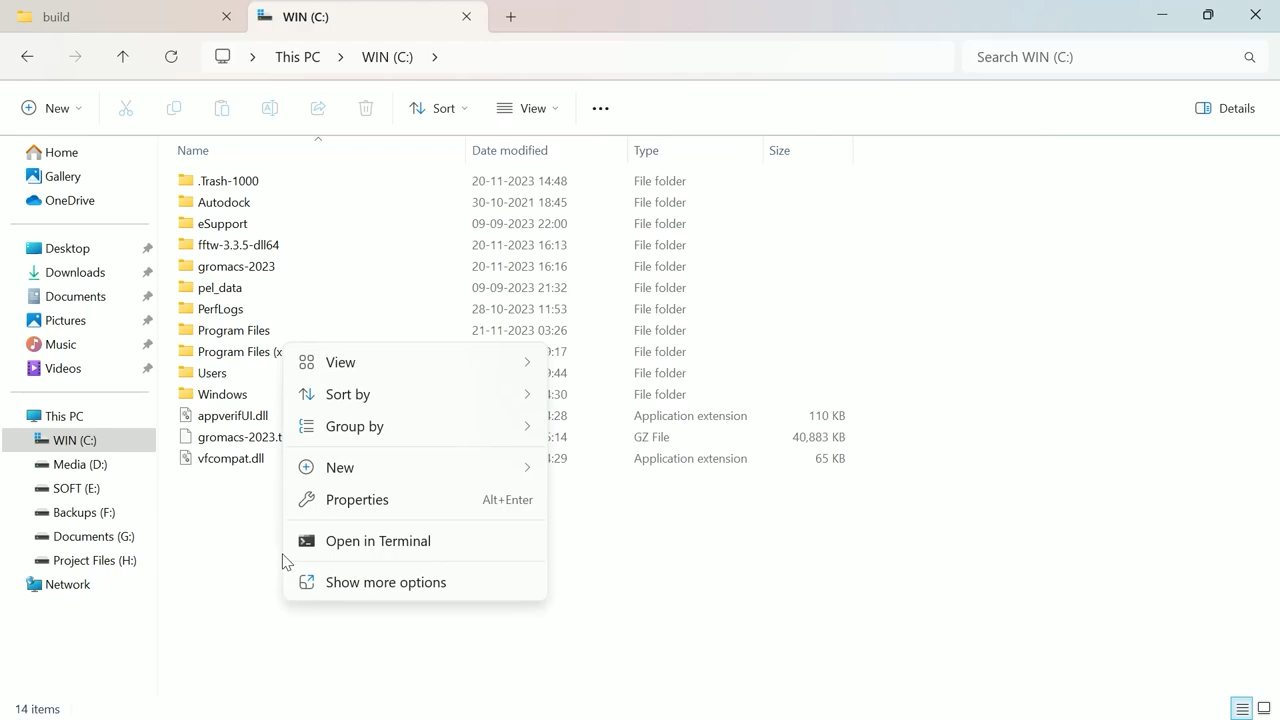 build
WIN (C:)
This PC WIN (C:)
Search WIN (C:)
New Sort View Details
Home
Gallery
OneDrive
Desktop
Downloads
Documents
Pictures
Music
Videos
This PC
WIN (C:)
Media (D:)
SOFT (E:)
Backups (F:)
Documents (G:)
Project Files (H:)
Network
Name Date modified Type Size
.Trash-1000 20-11-2023 14:48 File folder
Autodock 30-10-2021 18:45 File folder
eSupport 09-09-2023 22:00 File folder
fftw-3.3.5-dll64 20-11-2023 16:13 File folder
gromacs-2023 20-11-2023 16:16 File folder
pel_data 09-09-2023 21:32 File folder
PerfLogs 28-10-2023 11:53 File folder
Program Files 21-11-2023 03:26 File folder
Program Files (x :17 File folder
Users :44 File folder
Windows :30 File folder
appverifUI.dll :28 Application extension 110 KB
gromacs-2023.t :14 GZ File 40,883 KB
vfcompat.dll :29 Application extension 65 KB
View
Sort by
Group by
New
Properties Alt+Enter
Open in Terminal
Show more options
14 items